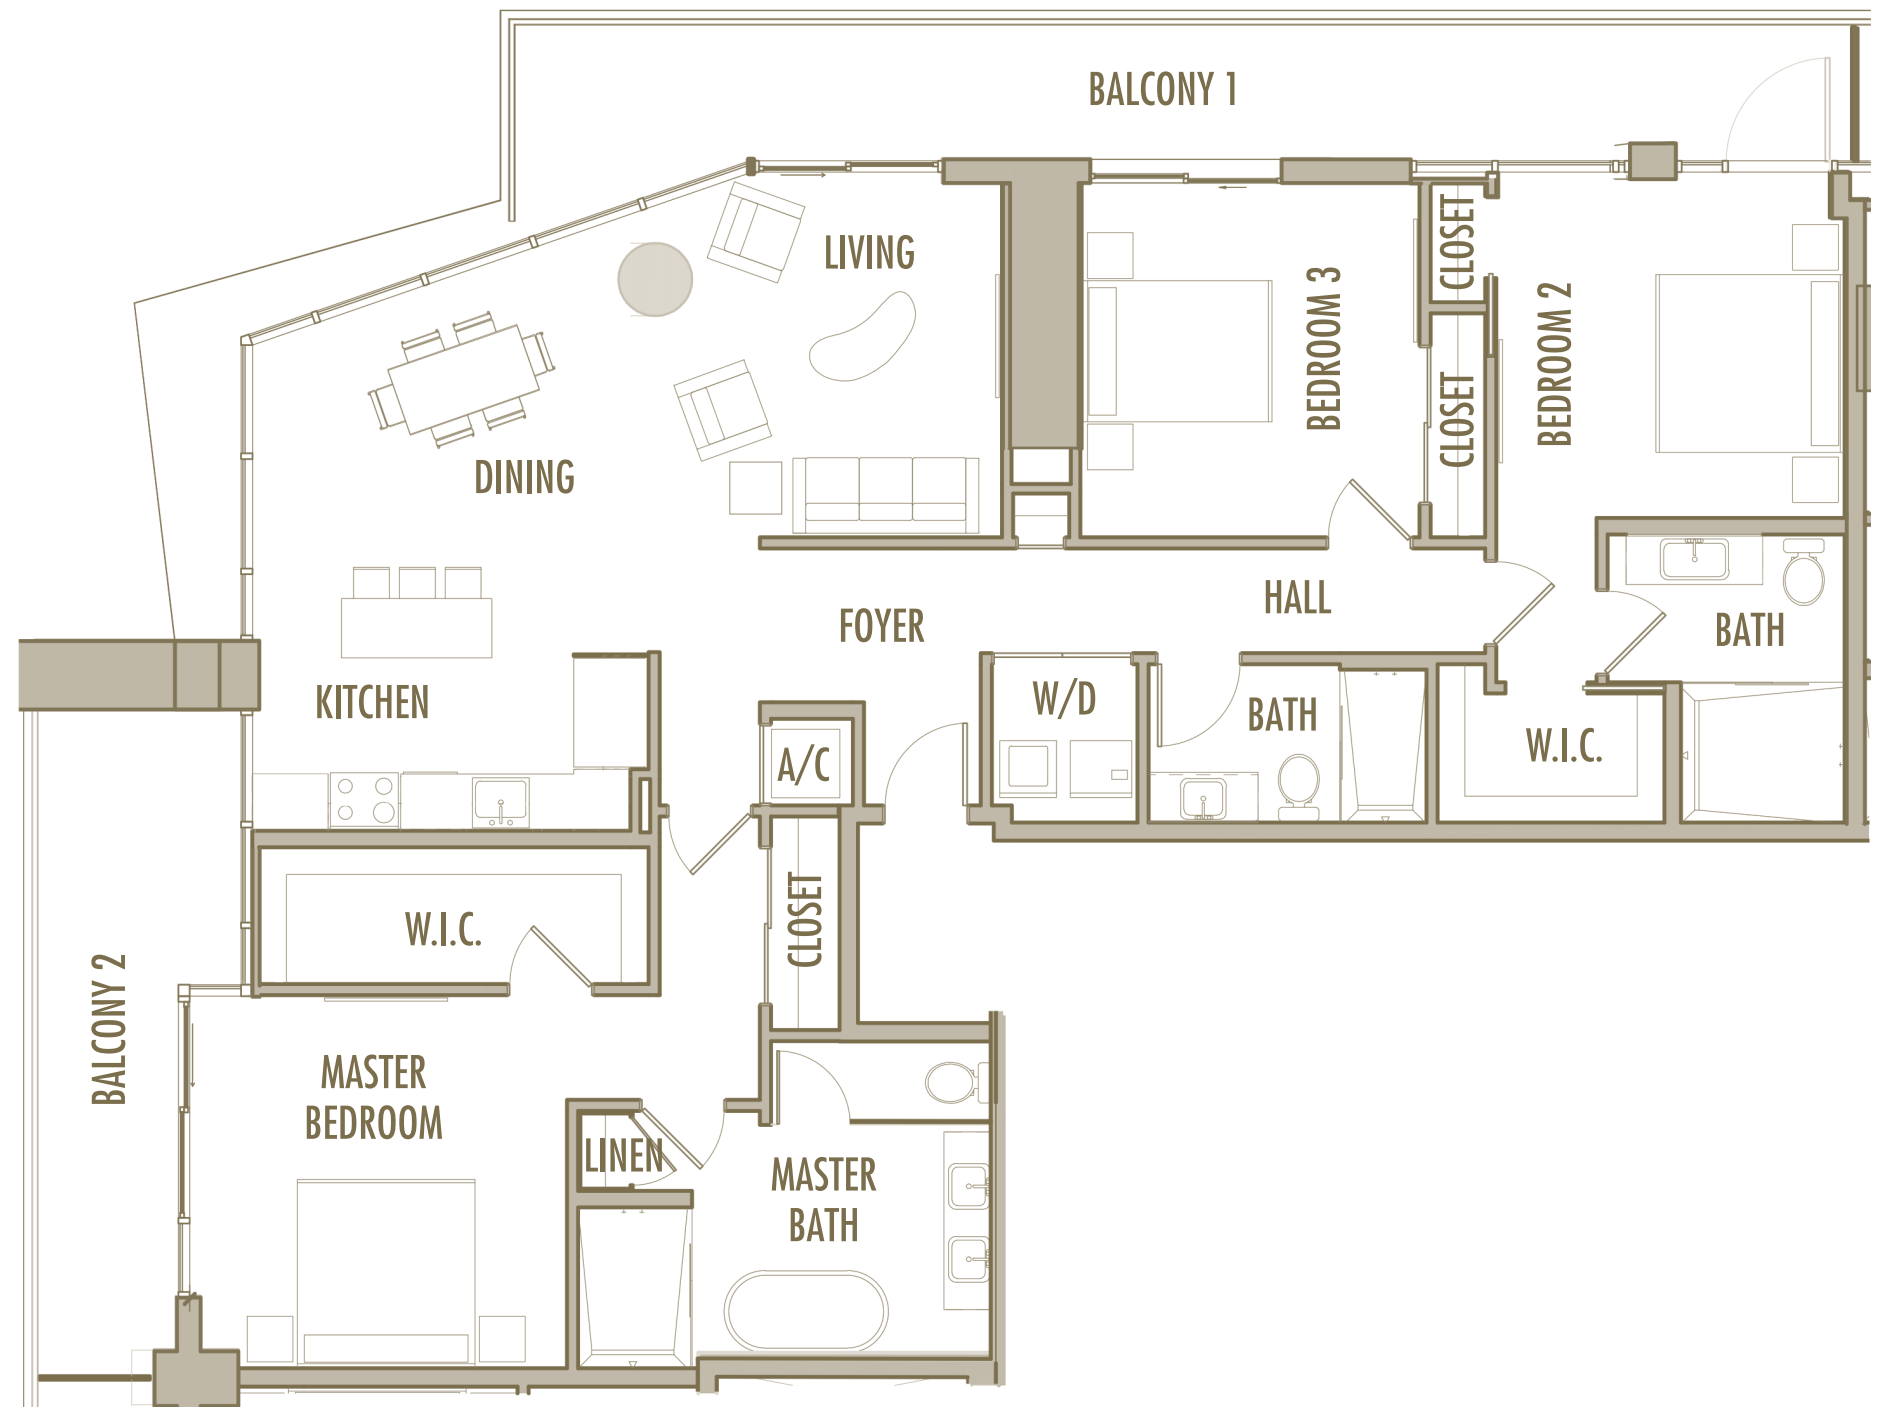 BALCONY 1
LIVING
CLOSET
BEDROOM 3
BEDROOM 2
CLOSET
DINING
HALL
FOYER
BATH
KITCHEN
W/D
BATH
W.I.C.
A/C
W.I.C.
CLOSET
BALCONY 2
MASTER
BEDROOM
LINEN
MASTER
BATH